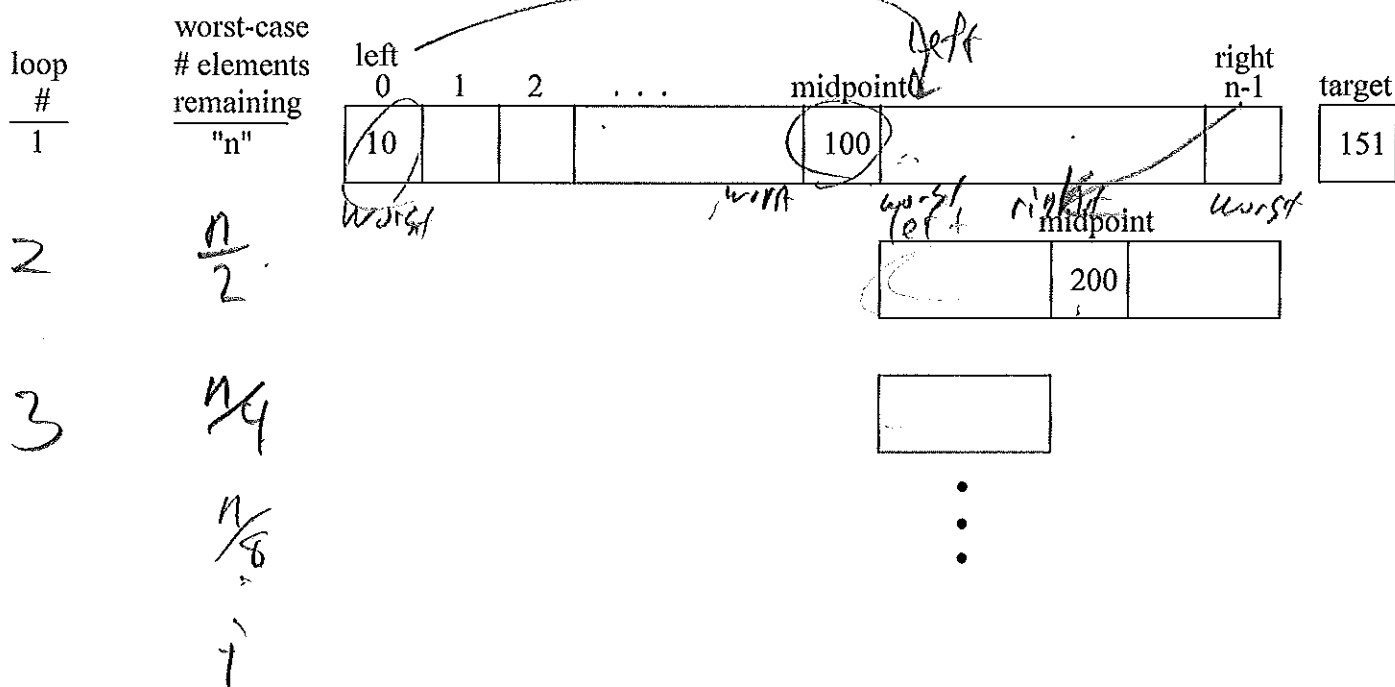 worst-case
loop # elements left Left right
# remaining 0 1 2 . . . midpoint n-1 target
1 "n" 10 100 151
worst worst worst right worst
left midpoint
2 n/2 200
3 n/4
n/8
1